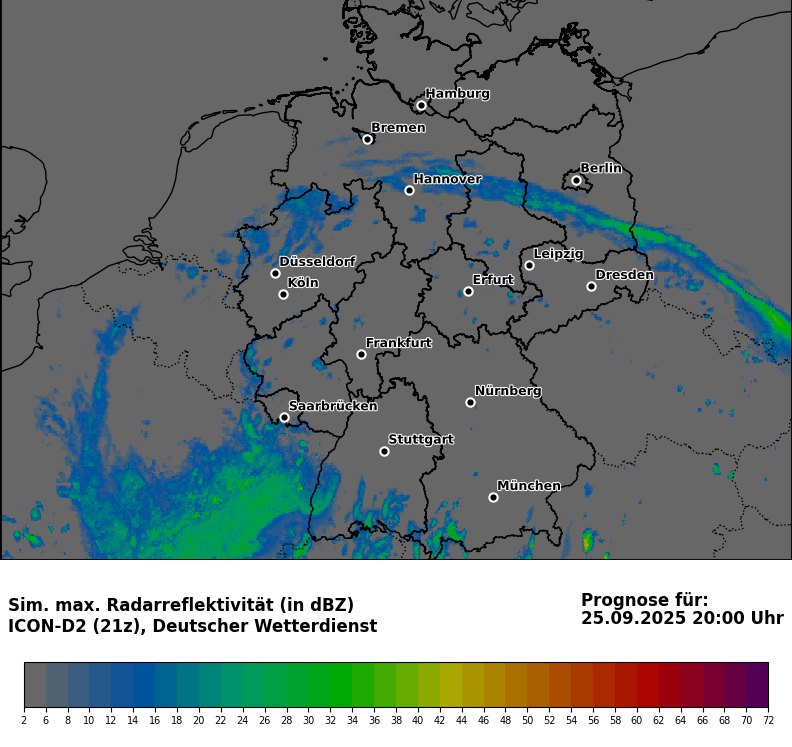 Hamburg
Bremen
Berlin
Hannover
Leipzig
Düsseldorf
Dresden
Köln
Erfurt
Frankfurt
Nürnberg
Saarbrücken
Stuttgart
München
Sim. max. Radarreflektivität (in dBZ)
ICON-D2 (21z), Deutscher Wetterdienst
Prognose für:
25.09.2025 20:00 Uhr
2 6 8 10 12 14 16 18 20 22 24 26 28 30 32 34 36 38 40 42 44 46 48 50 52 54 56 58 60 62 64 66 68 70 72